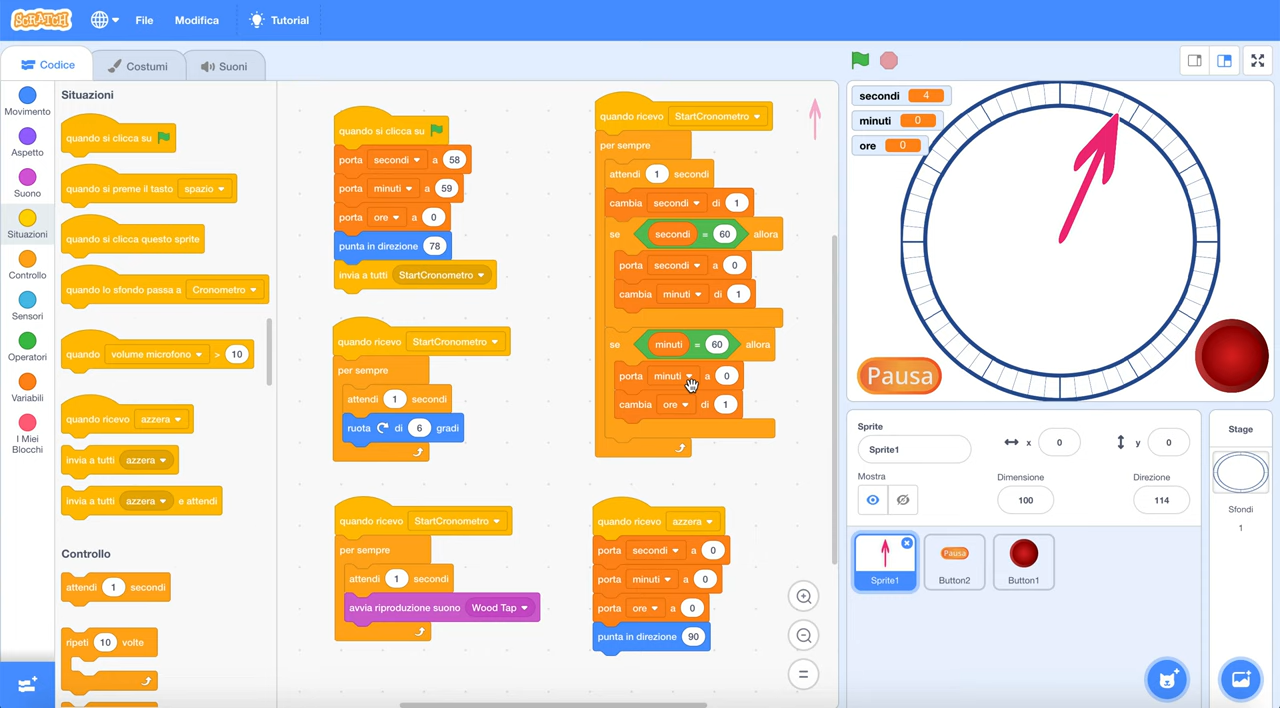 SCRATCH
File
Modifica
Tutorial
Codice
Costumi
Suoni
Movimento
Aspetto
Suono
Situazioni
Controllo
Sensori
Operatori
Variabili
I Miei
Blocchi
Situazioni
quando si clicca su
quando si preme il tasto spazio
quando si clicca questo sprite
quando lo sfondo passa a Cronometro
quando volume microfono > 10
quando ricevo azzera
invia a tutti azzera
invia a tutti azzera e attendi
Controllo
attendi 1 secondi
ripeti 10 volte
quando si clicca su
porta secondi a 58
porta minuti a 59
porta ore a 0
punta in direzione 78
invia a tutti StartCronometro
quando ricevo StartCronometro
per sempre
attendi 1 secondi
ruota di 6 gradi
quando ricevo StartCronometro
per sempre
attendi 1 secondi
avvia riproduzione suono Wood Tap
quando ricevo StartCronometro
per sempre
attendi 1 secondi
cambia secondi di 1
se secondi = 60 allora
porta secondi a 0
cambia minuti di 1
se minuti = 60 allora
porta minuti a 0
cambia ore di 1
quando ricevo azzera
porta secondi a 0
porta minuti a 0
porta ore a 0
punta in direzione 90
secondi 4
minuti 0
ore 0
Pausa
Sprite
Sprite1
x 0
y 0
Mostra
Dimensione
100
Direzione
114
Sprite1
Pausa
Button2
Button1
Stage
Sfondi
1